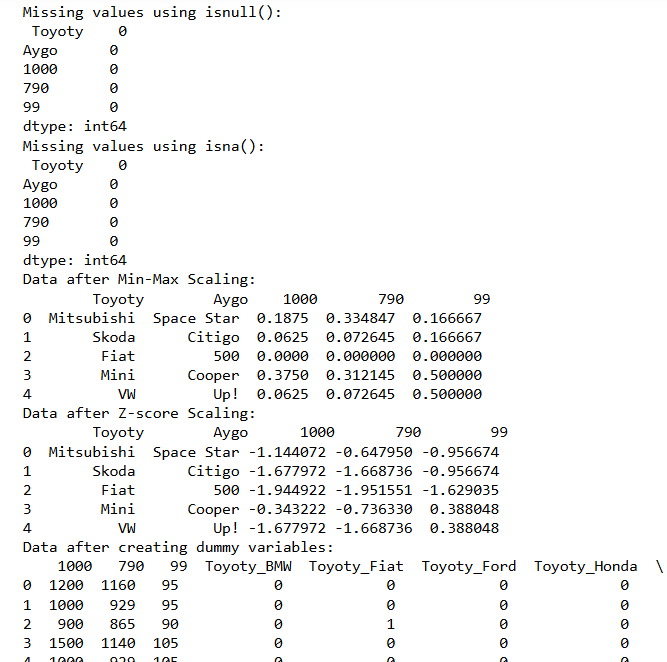 Missing values using isnull():
 Toyoty    0
Aygo       0
1000       0
790        0
99         0
dtype: int64
Missing values using isna():
 Toyoty    0
Aygo       0
1000       0
790        0
99         0
dtype: int64
Data after Min-Max Scaling:
        Toyoty        Aygo    1000       790        99
0  Mitsubishi  Space Star  0.1875  0.334847  0.166667
1       Skoda      Citigo  0.0625  0.072645  0.166667
2        Fiat         500  0.0000  0.000000  0.000000
3        Mini      Cooper  0.3750  0.312145  0.500000
4          VW         Up!  0.0625  0.072645  0.500000
Data after Z-score Scaling:
        Toyoty        Aygo      1000       790        99
0  Mitsubishi  Space Star -1.144072 -0.647950 -0.956674
1       Skoda      Citigo -1.677972 -1.668736 -0.956674
2        Fiat         500 -1.944922 -1.951551 -1.629035
3        Mini      Cooper -0.343222 -0.736330  0.388048
4          VW         Up! -1.677972 -1.668736  0.388048
Data after creating dummy variables:
    1000   790   99  Toyoty_BMW  Toyoty_Fiat  Toyoty_Ford  Toyoty_Honda  \
0  1200  1160   95           0            0            0             0
1  1000   929   95           0            0            0             0
2   900   865   90           0            1            0             0
3  1500  1140  105           0            0            0             0
4  1000   929  105           0            0            0             0